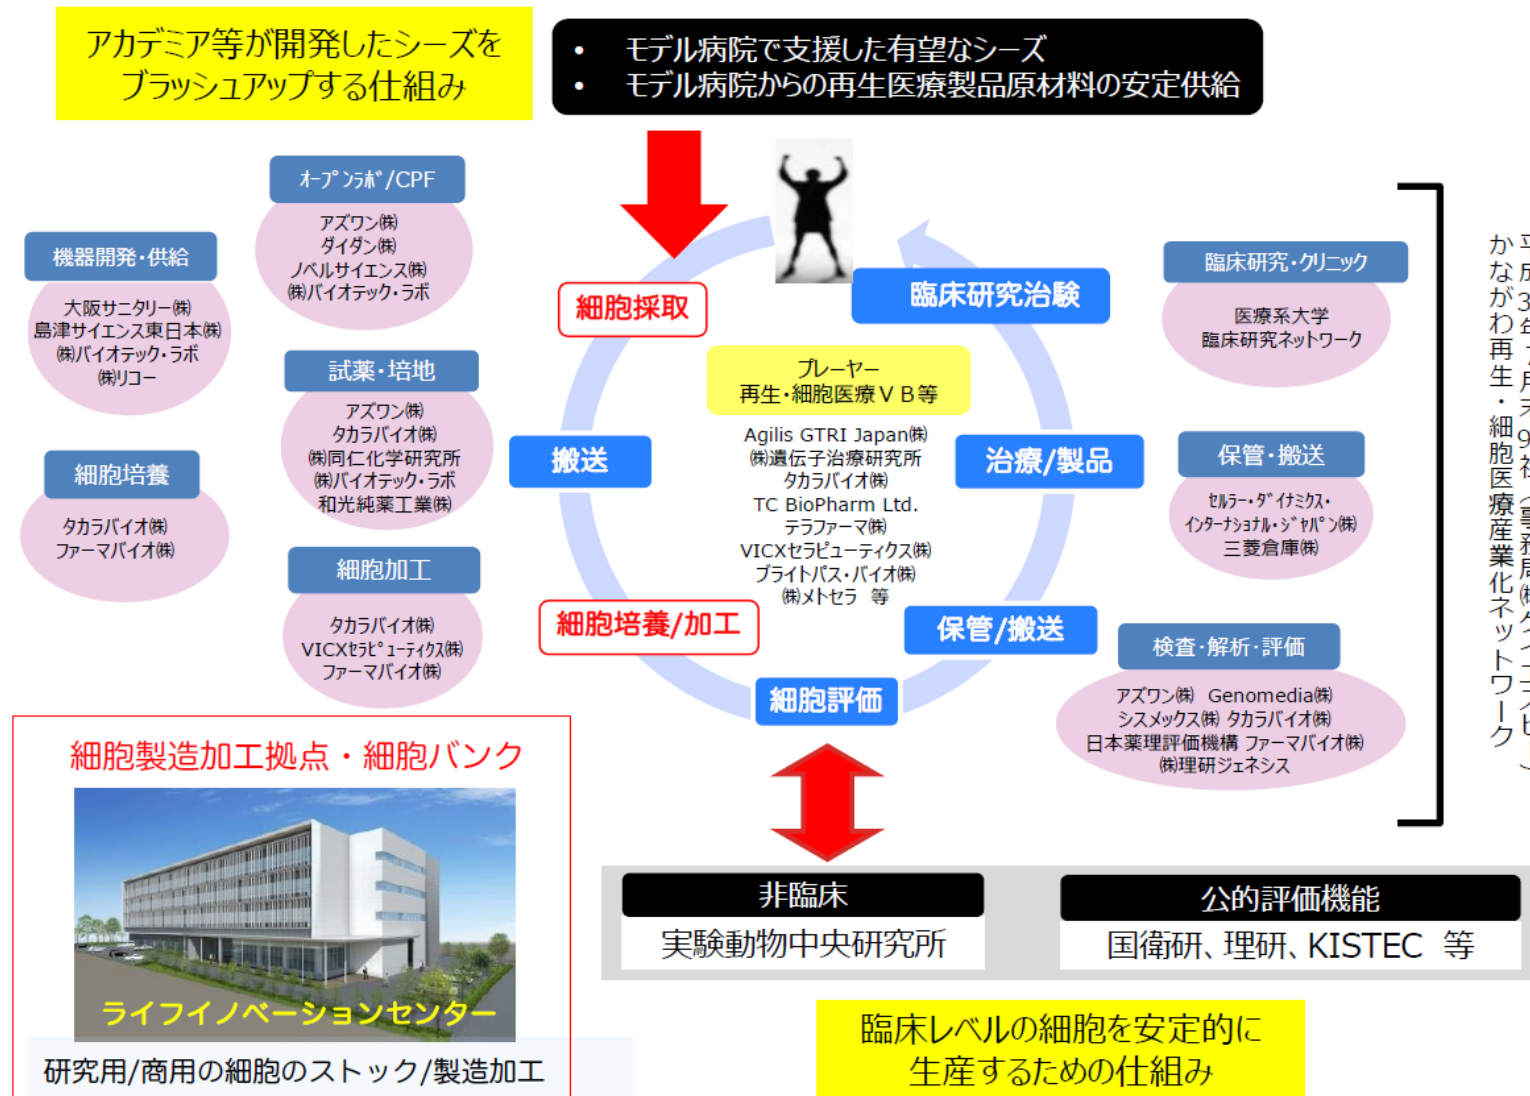 アカデミア等が開発したシーズを
ブラッシュアップする仕組み
• モデル病院で支援した有望なシーズ
• モデル病院からの再生医療製品原材料の安定供給
ｵｰﾌﾟﾝﾗﾎﾞ/CPF
アズワン㈱
ダイダン㈱
ノベルサイエンス㈱
㈱バイオテック・ラボ
機器開発・供給
大阪サニタリー㈱
島津サイエンス東日本㈱
㈱バイオテック・ラボ
㈱リコー
試薬・培地
アズワン㈱
タカラバイオ㈱
㈱同仁化学研究所
㈱バイオテック・ラボ
和光純薬工業㈱
細胞培養
タカラバイオ㈱
ファーマバイオ㈱
細胞加工
タカラバイオ㈱
VICXｾﾗﾋﾟｭｰﾃｨｸｽ㈱
ファーマバイオ㈱
細胞採取
搬送
細胞培養/加工
細胞評価
保管/搬送
治療/製品
臨床研究治験
プレーヤー
再生・細胞医療ＶＢ等
Agilis GTRI Japan㈱
㈱遺伝子治療研究所
タカラバイオ㈱
TC BioPharm Ltd.
テラファーマ㈱
VICXセラピューティクス㈱
ブライトパス・バイオ㈱
㈱メトセラ 等
臨床研究・クリニック
医療系大学
臨床研究ネットワーク
保管・搬送
ｾﾙﾗｰ・ﾀﾞｲﾅﾐｸｽ・
ｲﾝﾀｰﾅｼｮﾅﾙ・ｼﾞｬﾊﾟﾝ㈱
三菱倉庫㈱
検査・解析・評価
アズワン㈱ Genomedia㈱
シスメックス㈱ タカラバイオ㈱
日本薬理評価機構 ファーマバイオ㈱
㈱理研ジェネシス
かながわ再生・細胞医療産業化ネットワーク
細胞製造加工拠点・細胞バンク
ライフイノベーションセンター
研究用/商用の細胞のストック/製造加工
非臨床
実験動物中央研究所
公的評価機能
国衛研、理研、KISTEC 等
臨床レベルの細胞を安定的に
生産するための仕組み